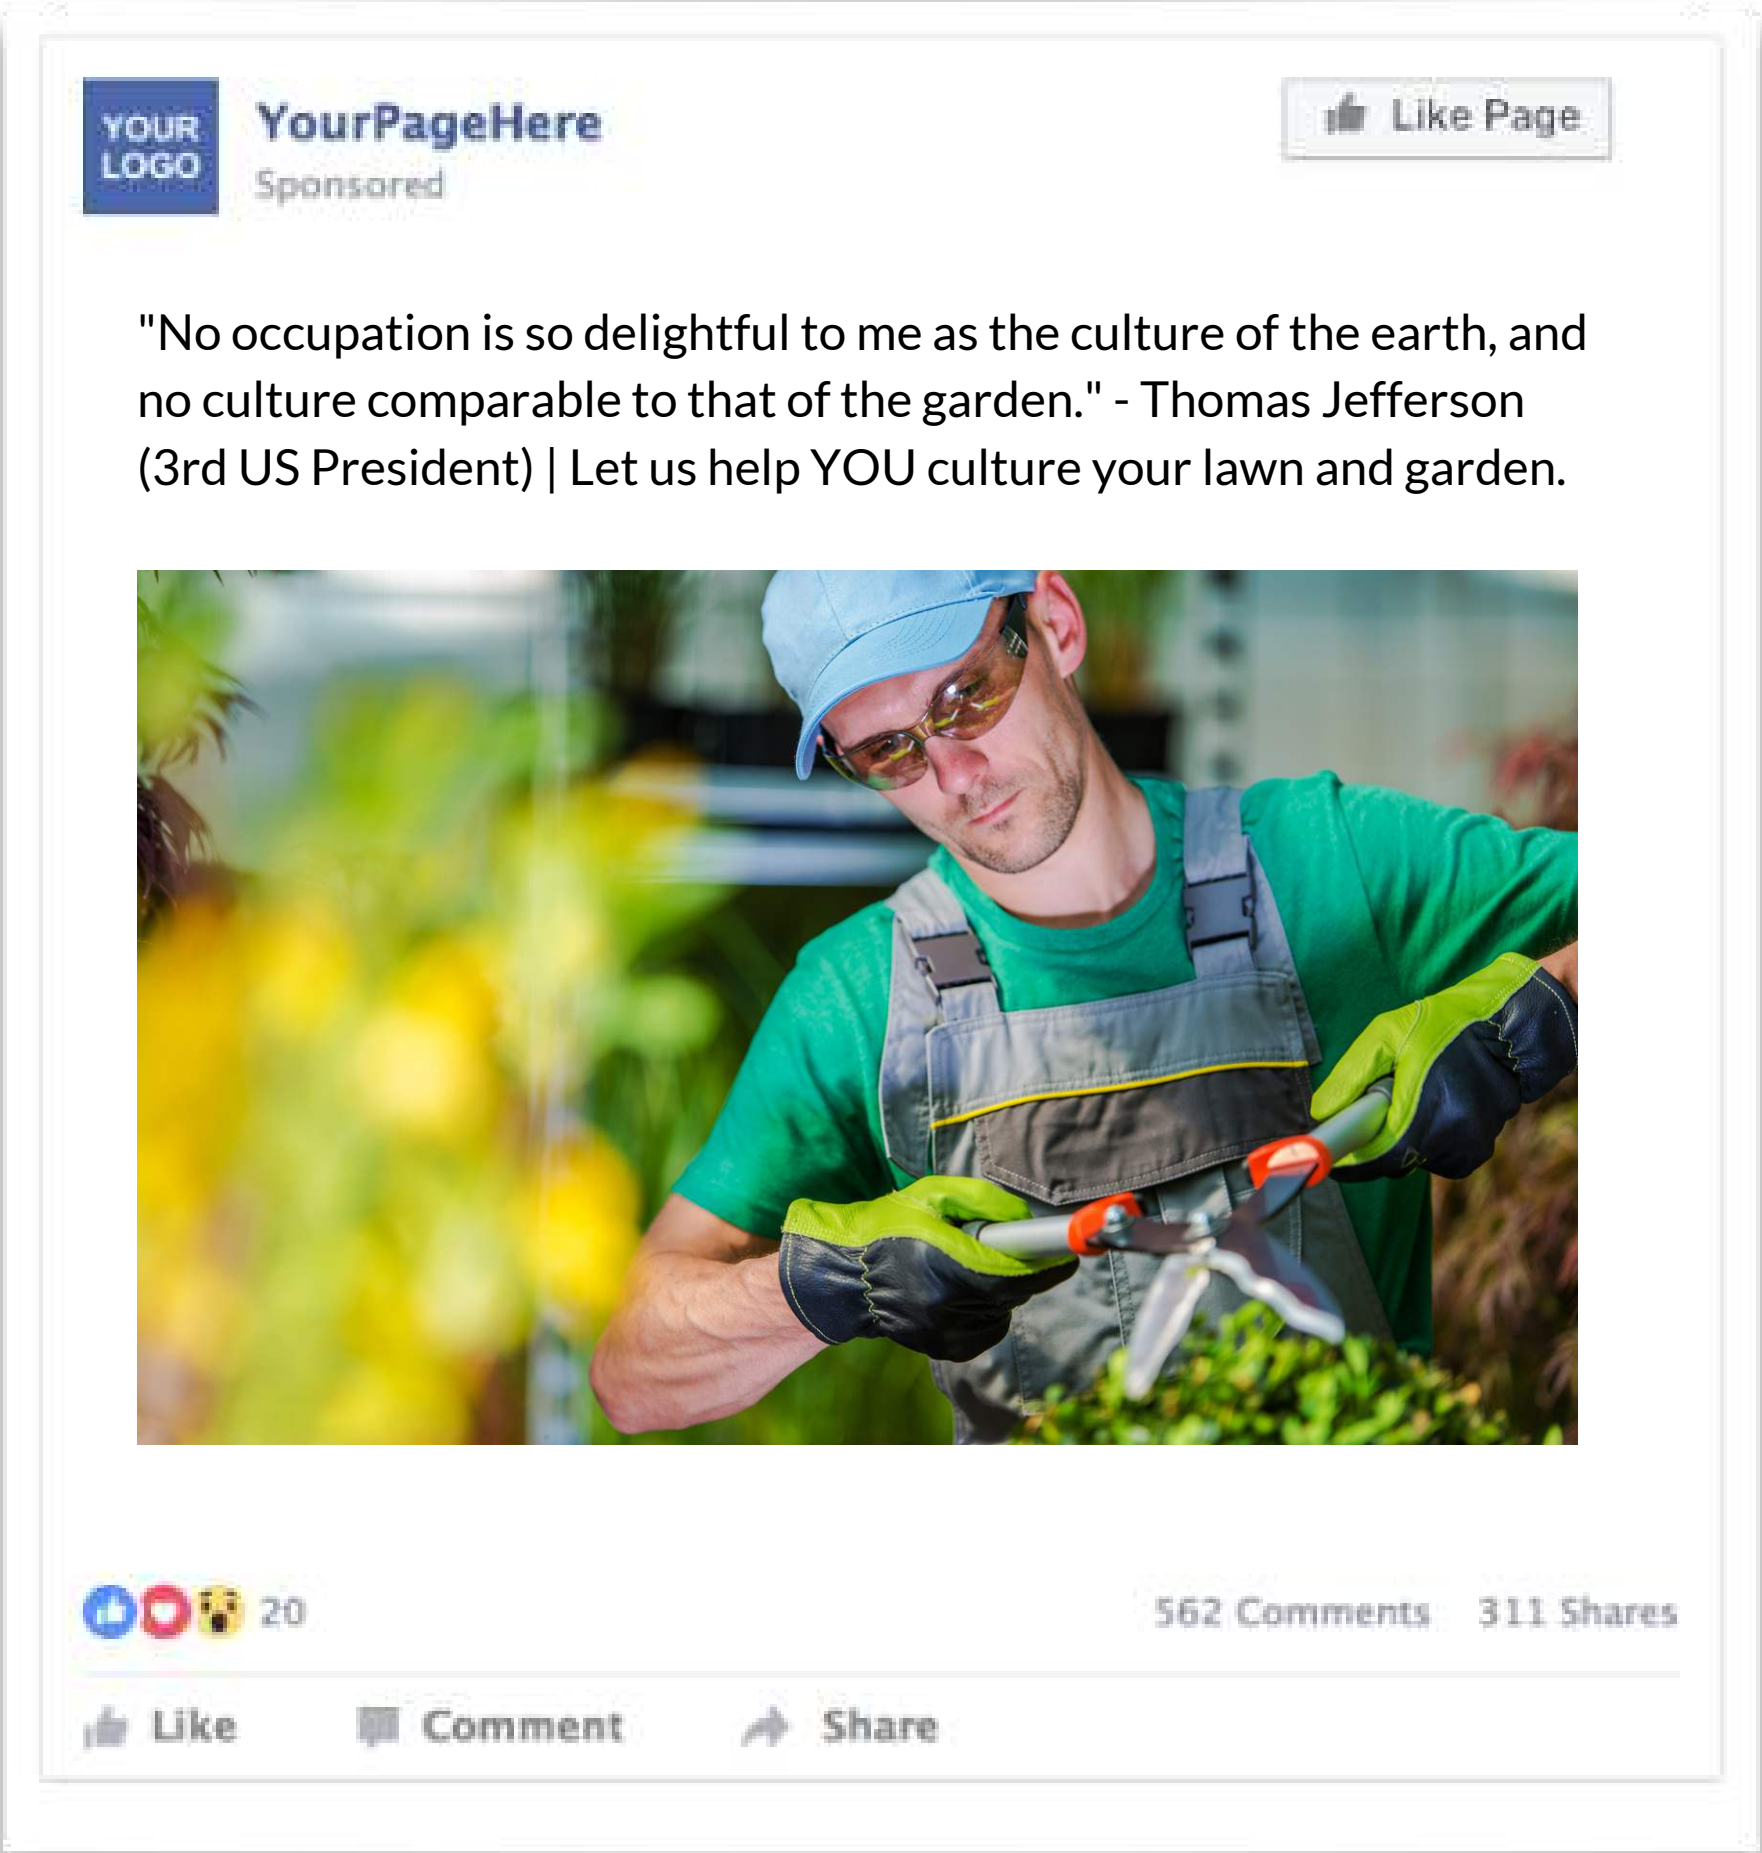 YOUR
LOGO
YourPageHere
Sponsored
Like Page
"No occupation is so delightful to me as the culture of the earth, and
no culture comparable to that of the garden." - Thomas Jefferson
(3rd US President) | Let us help YOU culture your lawn and garden.
20
562 Comments 311 Shares
Like Comment Share